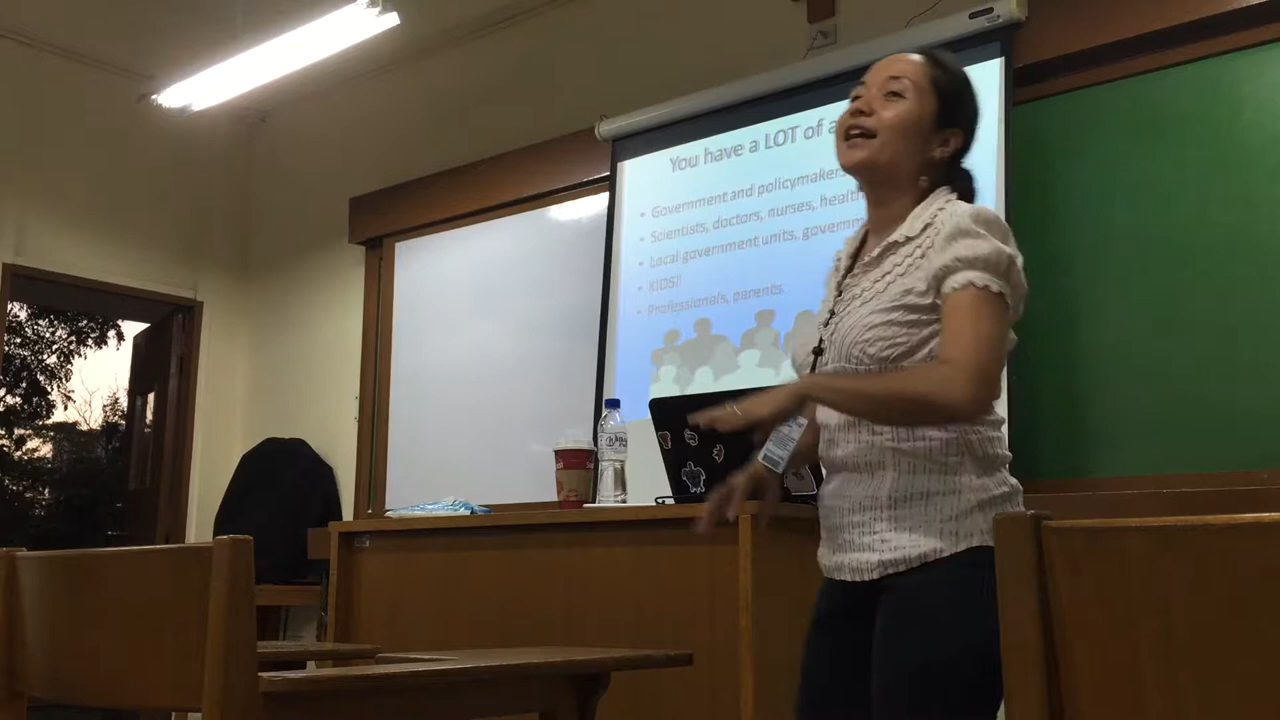 You have a LOT of a
• Government and policymakers
• Scientists, doctors, nurses, health
• Local government units, governm
• KIDS!!
• Professionals, parents